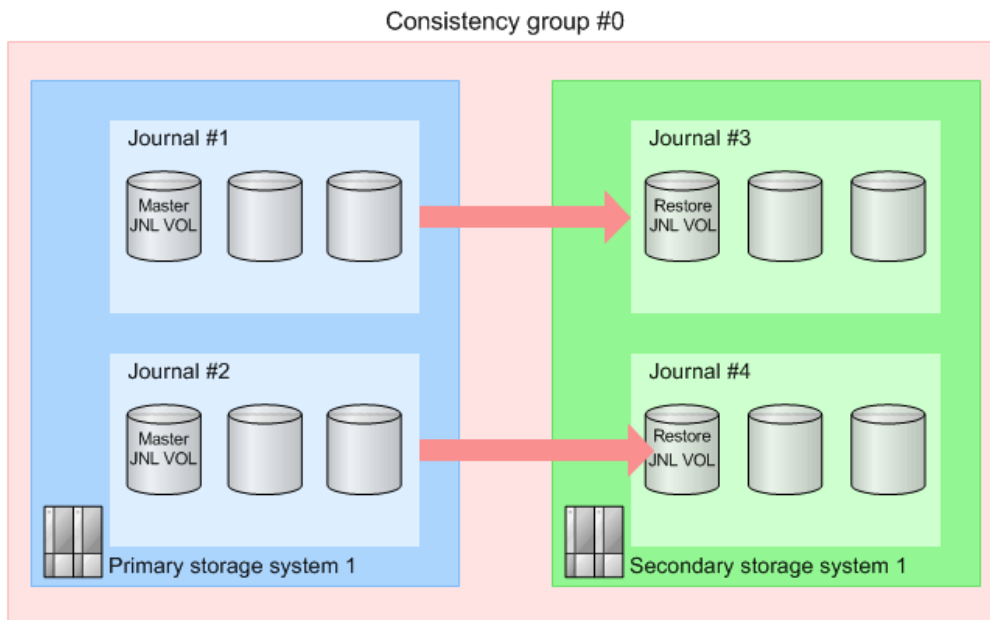 Consistency group #0
Journal #1
Master
JNL VOL
Journal #3
Restore
JNL VOL
Journal #2
Master
JNL VOL
Journal #4
Restore
JNL VOL
Primary storage system 1
Secondary storage system 1